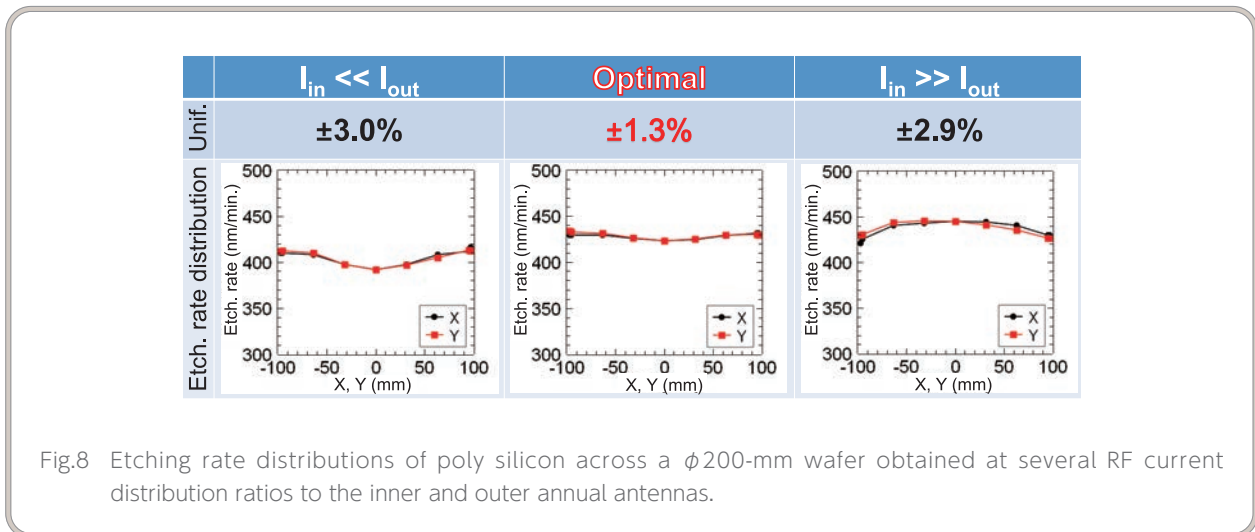 I_in << I_out Optimal I_in >> I_out
Unif. ±3.0% ±1.3% ±2.9%
Etch. rate distribution
Etch. rate (nm/min.)
500
450
400
350
300
X
Y
-100 -50 0 50 100
X, Y (mm)
Etch. rate (nm/min.)
500
450
400
350
300
X
Y
-100 -50 0 50 100
X, Y (mm)
Etch. rate (nm/min.)
500
450
400
350
300
X
Y
-100 -50 0 50 100
X, Y (mm)
Fig.8 Etching rate distributions of poly silicon across a φ200-mm wafer obtained at several RF current
distribution ratios to the inner and outer annual antennas.